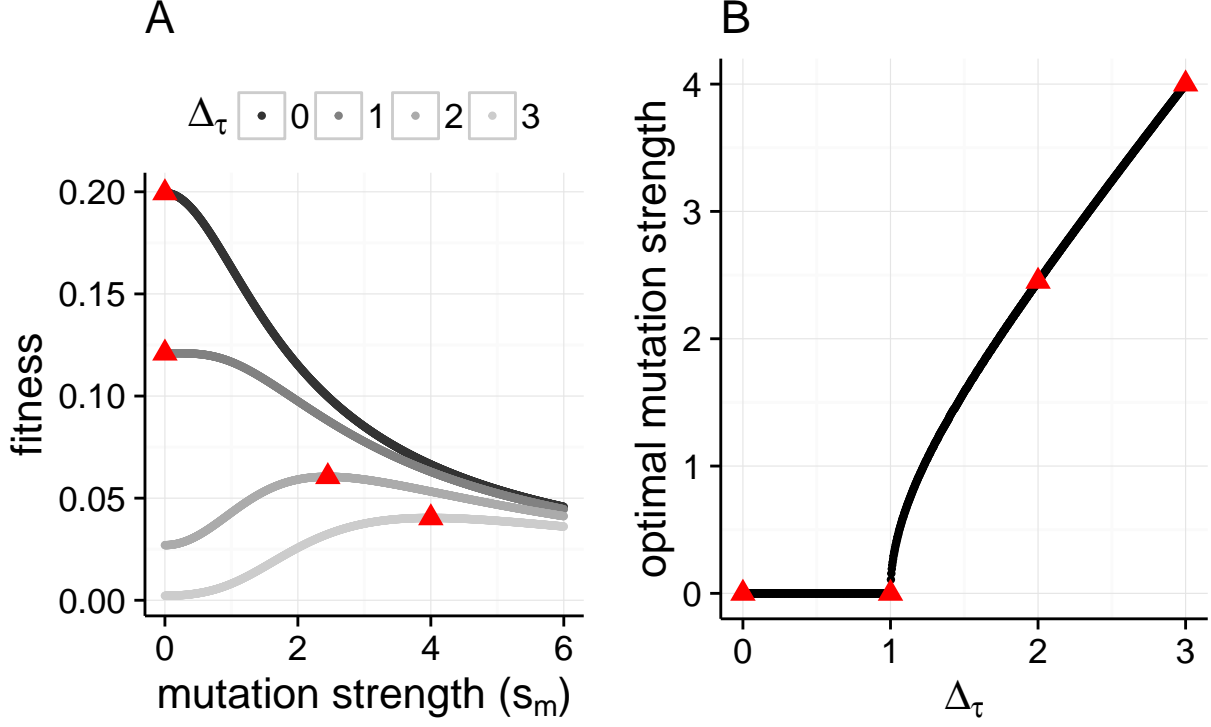 A
Δτ 0 1 2 3
0.20
0.15
0.10
0.05
0.00
fitness
0 2 4 6
mutation strength (sm)
B
4
3
2
1
0
optimal mutation strength
0 1 2 3
Δτ